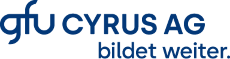 gfu CYRUS AG
bildet weiter.